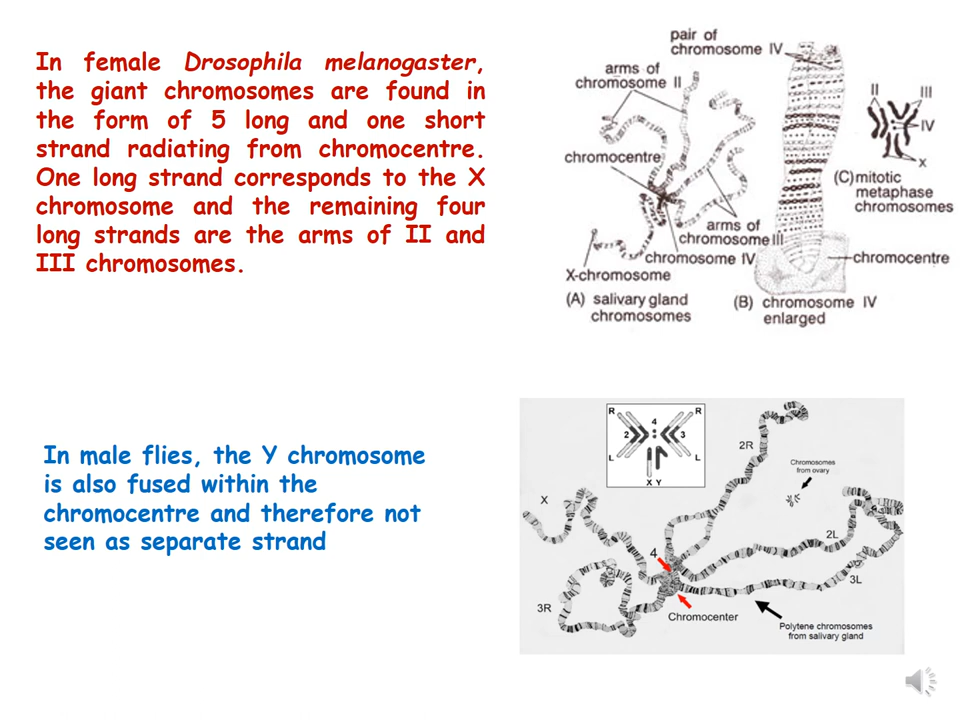 In female Drosophila melanogaster,
the giant chromosomes are found in
the form of 5 long and one short
strand radiating from chromocentre.
One long strand corresponds to the X
chromosome and the remaining four
long strands are the arms of II and
III chromosomes.
pair of
chromosome IV
arms of
chromosome II
chromocentre
arms of
chromosome III
chromosome IV
X-chromosome
(A) salivary gland
chromosomes
chromocentre
(B) chromosome IV
enlarged
II
III
IV
X
(C) mitotic
metaphase
chromosomes
In male flies, the Y chromosome
is also fused within the
chromocentre and therefore not
seen as separate strand
R
R
4
2
3
L
L
X Y
2R
Chromosomes
from ovary
X
2L
4
3L
3R
Chromocenter
Polytene chromosomes
from salivary gland